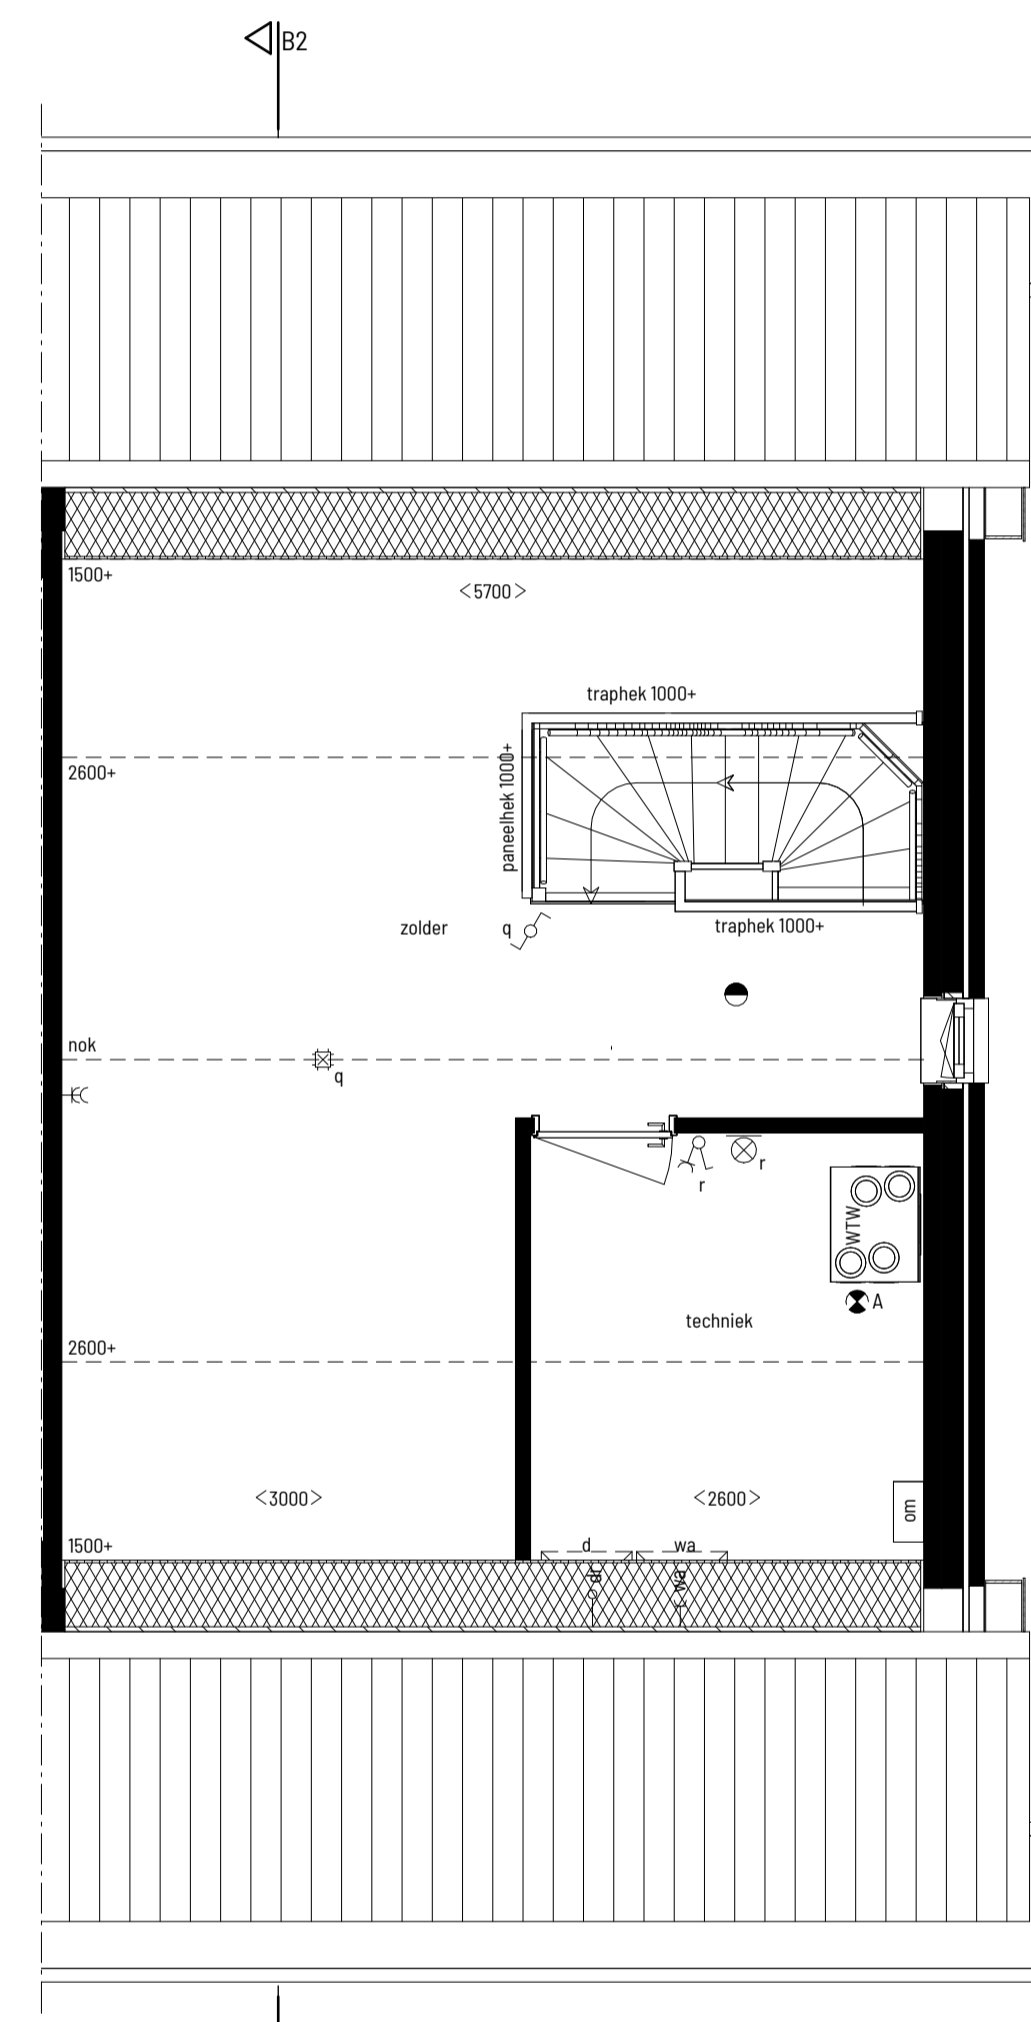 B2
1500+
<5700>
traphek 1000+
2600+
paneelhek 1000+
zolder
q
traphek 1000+
nok
q
r
r
WTW
A
techniek
2600+
<3000>
<2600>
om
1500+
d
wa
dr
wa